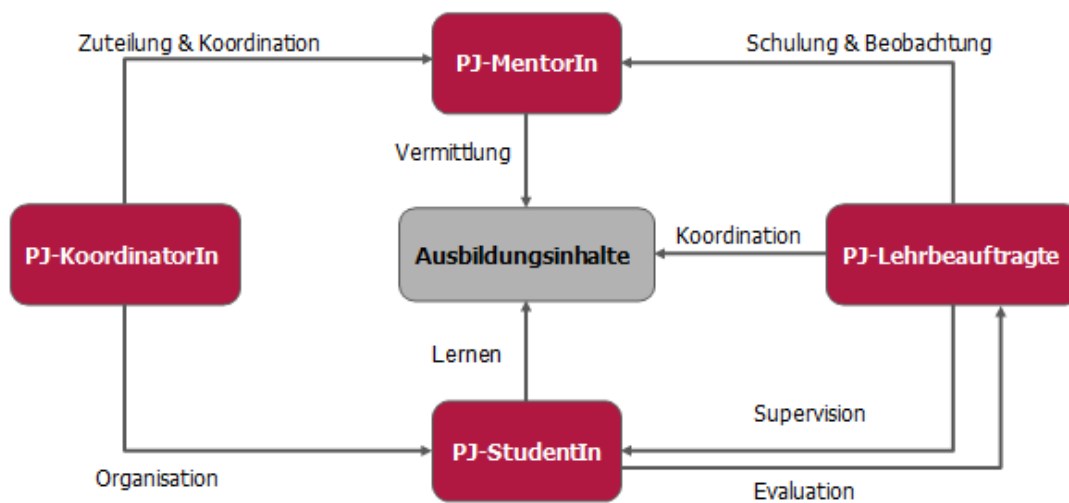 Zuteilung & Koordination
Schulung & Beobachtung
PJ-MentorIn
Vermittlung
PJ-KoordinatorIn
Ausbildungsinhalte
Koordination
PJ-Lehrbeauftragte
Lernen
Supervision
PJ-StudentIn
Organisation
Evaluation